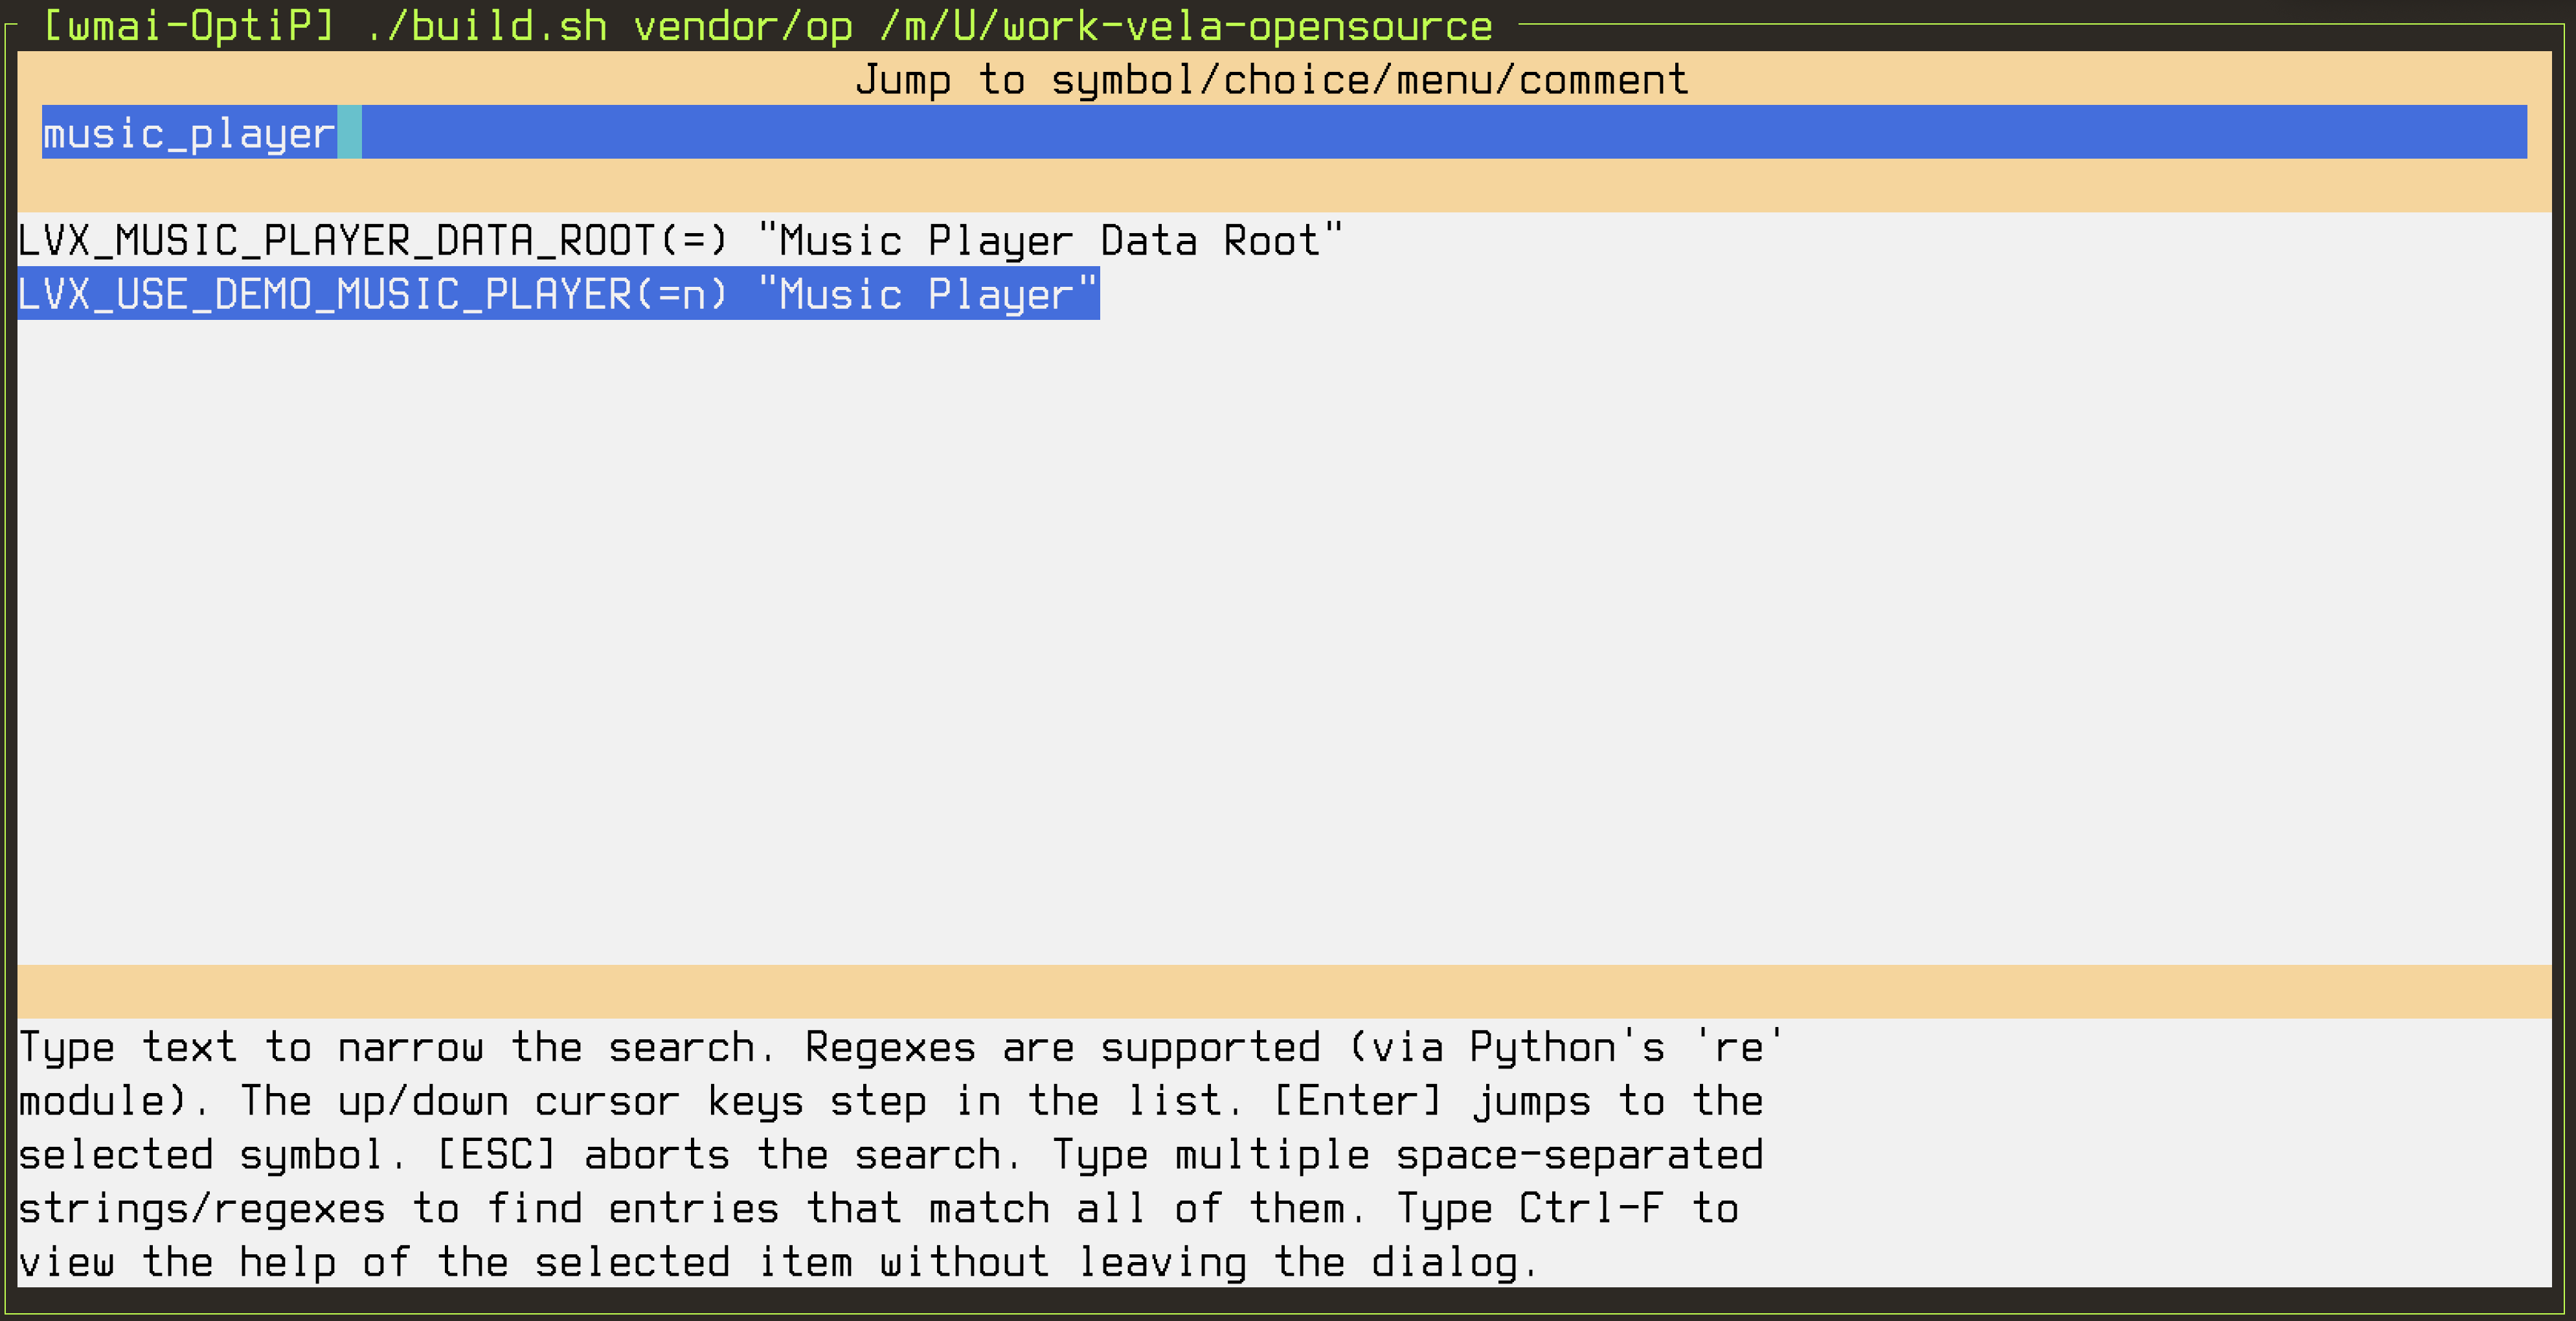 [wmai-OptiP] ./build.sh vendor/op /m/U/work-vela-opensource
Jump to symbol/choice/menu/comment
music_player
LVX_MUSIC_PLAYER_DATA_ROOT(=) "Music Player Data Root"
LVX_USE_DEMO_MUSIC_PLAYER(=n) "Music Player"
Type text to narrow the search. Regexes are supported (via Python's 're'
module). The up/down cursor keys step in the list. [Enter] jumps to the
selected symbol. [ESC] aborts the search. Type multiple space-separated
strings/regexes to find entries that match all of them. Type Ctrl-F to
view the help of the selected item without leaving the dialog.